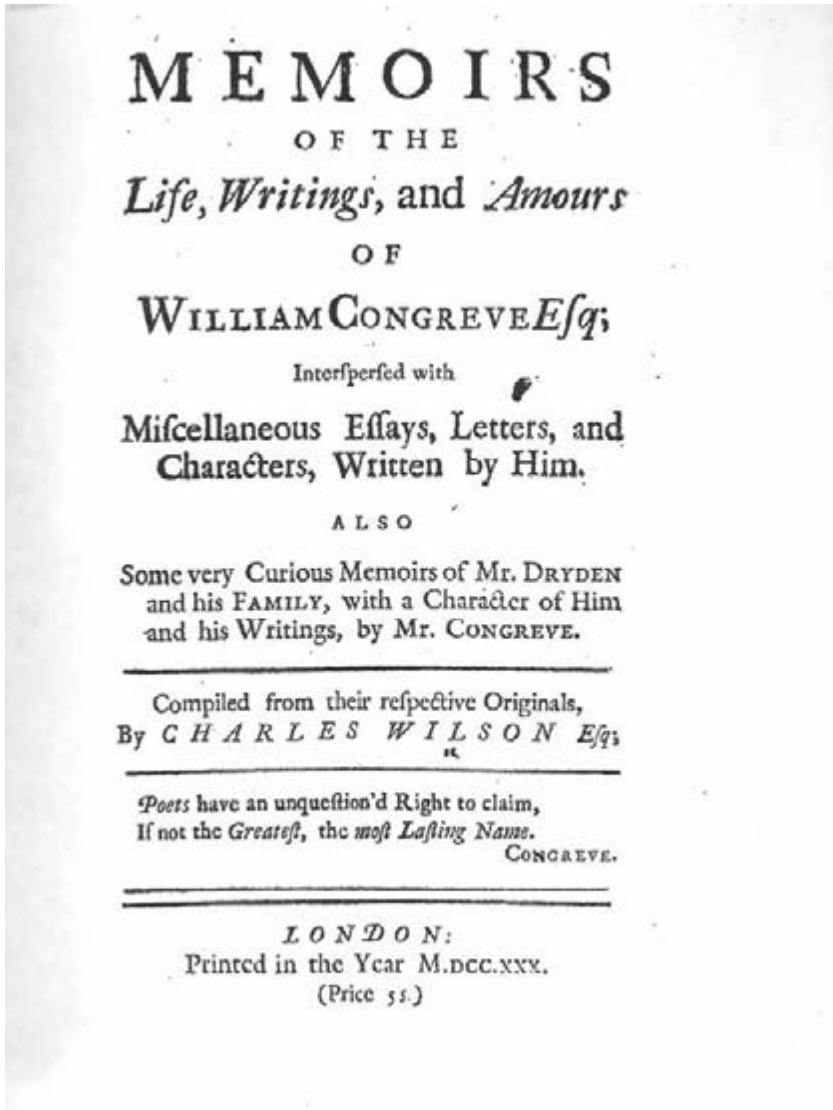 MEMOIRS
OF THE
Life, Writings, and Amours
OF
WILLIAM CONGREVE Eſq;
Interſperſed with
Miſcellaneous Eſſays, Letters, and
Characters, Written by Him.
ALSO
Some very Curious Memoirs of Mr. DRYDEN
and his FAMILY, with a Character of Him
and his Writings, by Mr. CONGREVE.
Compiled from their reſpective Originals,
By CHARLES WILSON Eſq;
Poets have an unqueſtion'd Right to claim,
If not the Greateſt, the moſt Laſting Name.
CONGREVE.
LONDON:
Printed in the Year M.DCC.XXX.
(Price 5s.)